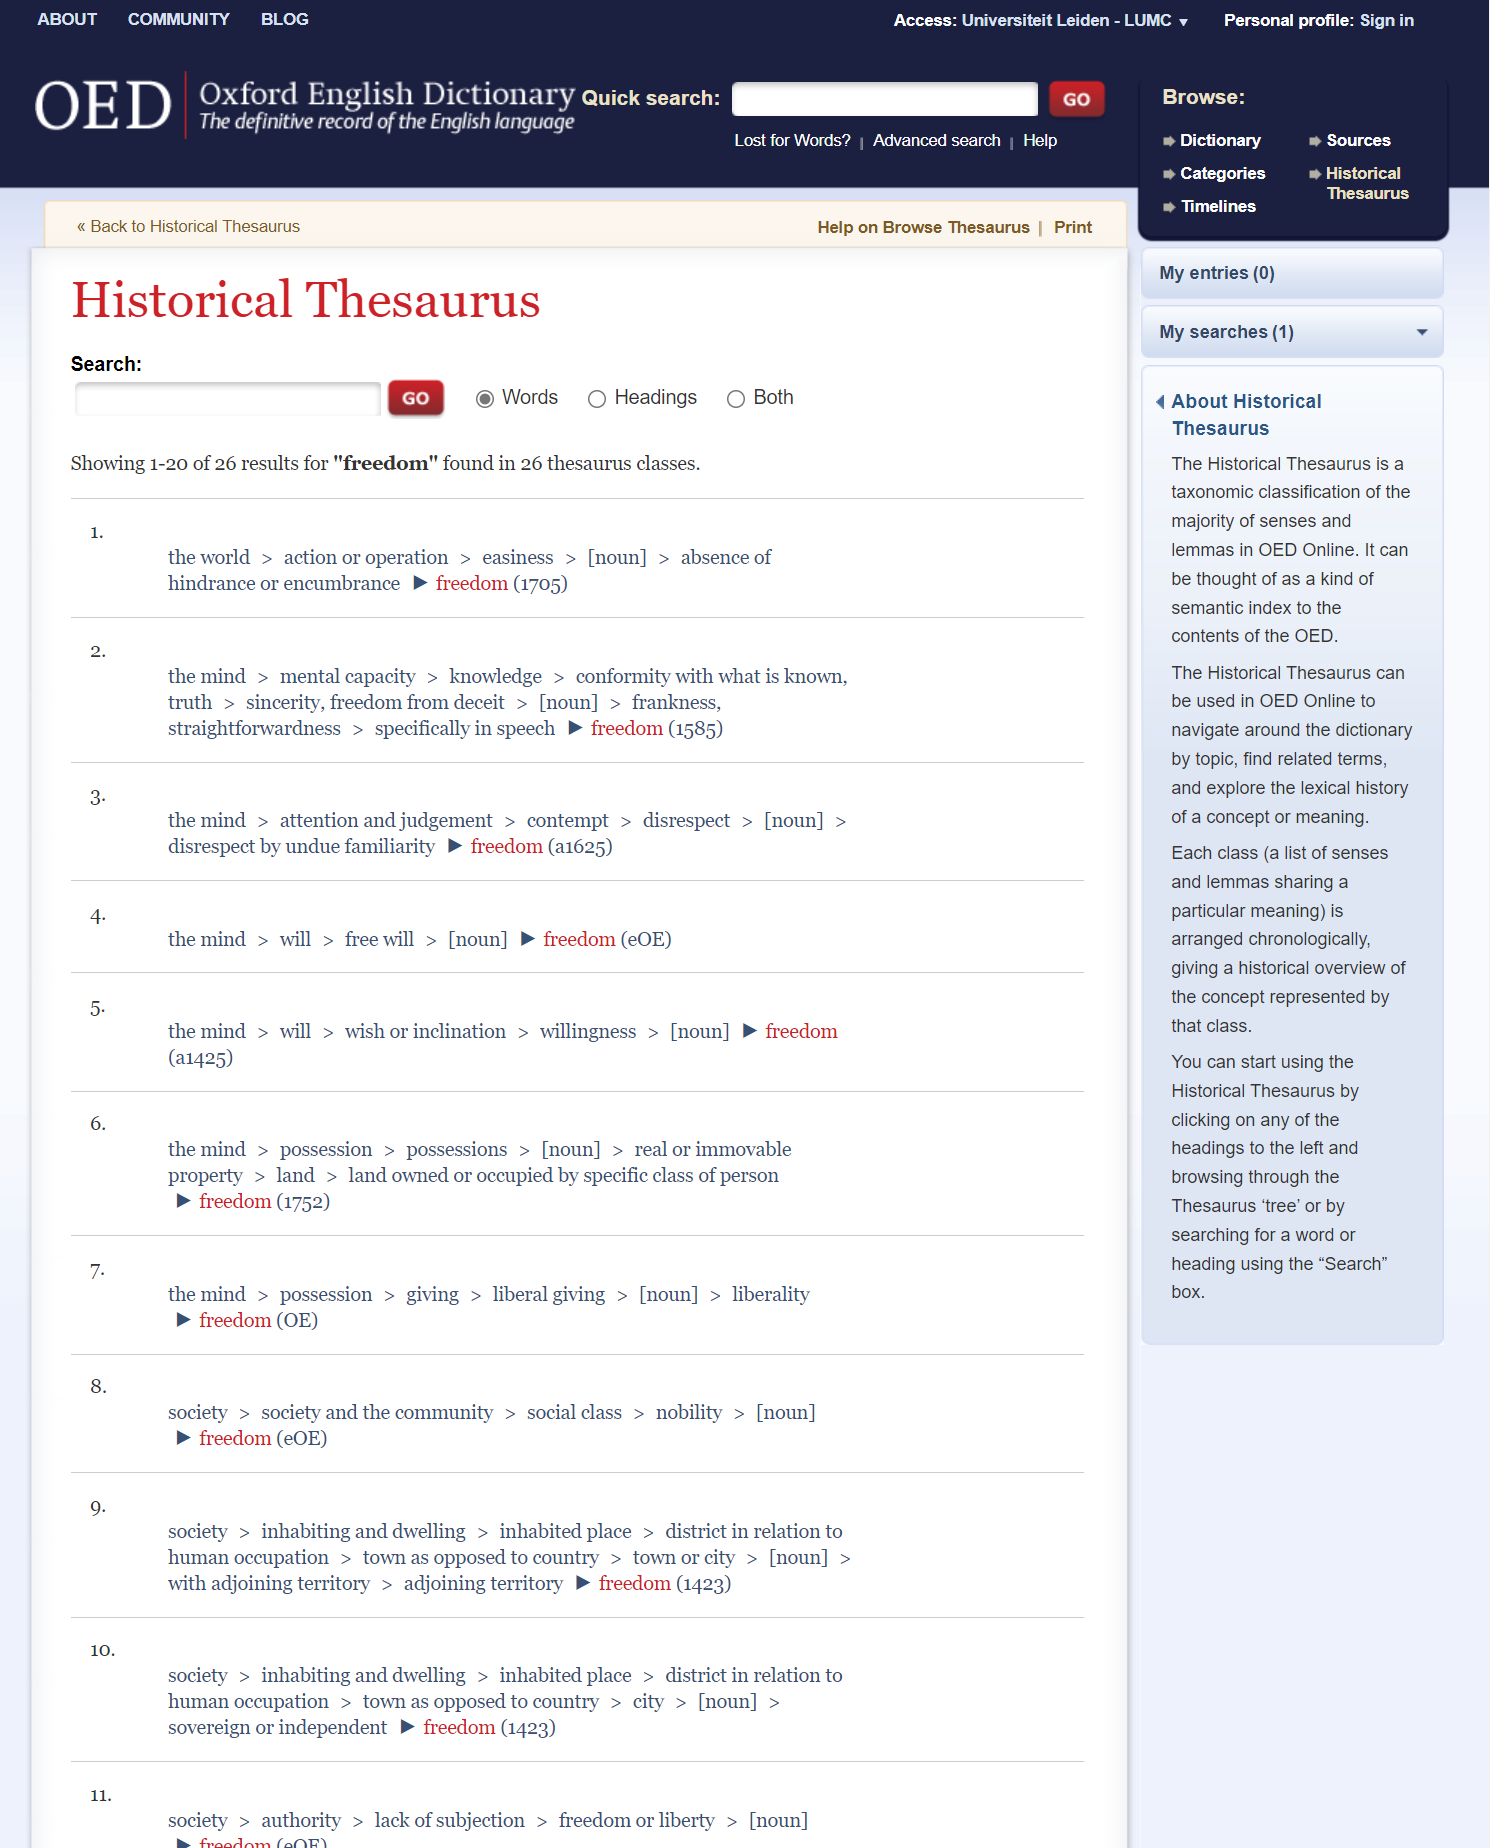 ABOUT COMMUNITY BLOG
Access: Universiteit Leiden - LUMC ▼ Personal profile: Sign in
OED Oxford English Dictionary
The definitive record of the English language
Quick search: GO
Lost for Words? | Advanced search | Help
Browse:
Dictionary
Categories
Timelines
Sources
Historical
Thesaurus
« Back to Historical Thesaurus
Help on Browse Thesaurus | Print
Historical Thesaurus
Search:
GO Words Headings Both
Showing 1-20 of 26 results for "freedom" found in 26 thesaurus classes.
1.
the world > action or operation > easiness > [noun] > absence of
hindrance or encumbrance ► freedom (1705)
2.
the mind > mental capacity > knowledge > conformity with what is known,
truth > sincerity, freedom from deceit > [noun] > frankness,
straightforwardness > specifically in speech ► freedom (1585)
3.
the mind > attention and judgement > contempt > disrespect > [noun] >
disrespect by undue familiarity ► freedom (a1625)
4.
the mind > will > free will > [noun] ► freedom (eOE)
5.
the mind > will > wish or inclination > willingness > [noun] ► freedom
(a1425)
6.
the mind > possession > possessions > [noun] > real or immovable
property > land > land owned or occupied by specific class of person
► freedom (1752)
7.
the mind > possession > giving > liberal giving > [noun] > liberality
► freedom (OE)
8.
society > society and the community > social class > nobility > [noun]
► freedom (eOE)
9.
society > inhabiting and dwelling > inhabited place > district in relation to
human occupation > town as opposed to country > town or city > [noun] >
with adjoining territory > adjoining territory ► freedom (1423)
10.
society > inhabiting and dwelling > inhabited place > district in relation to
human occupation > town as opposed to country > city > [noun] >
sovereign or independent ► freedom (1423)
11.
society > authority > lack of subjection > freedom or liberty > [noun]
► freedom (eOE)
My entries (0)
My searches (1)
About Historical
Thesaurus
The Historical Thesaurus is a
taxonomic classification of the
majority of senses and
lemmas in OED Online. It can
be thought of as a kind of
semantic index to the
contents of the OED.
The Historical Thesaurus can
be used in OED Online to
navigate around the dictionary
by topic, find related terms,
and explore the lexical history
of a concept or meaning.
Each class (a list of senses
and lemmas sharing a
particular meaning) is
arranged chronologically,
giving a historical overview of
the concept represented by
that class.
You can start using the
Historical Thesaurus by
clicking on any of the
headings to the left and
browsing through the
Thesaurus ‘tree’ or by
searching for a word or
heading using the “Search”
box.